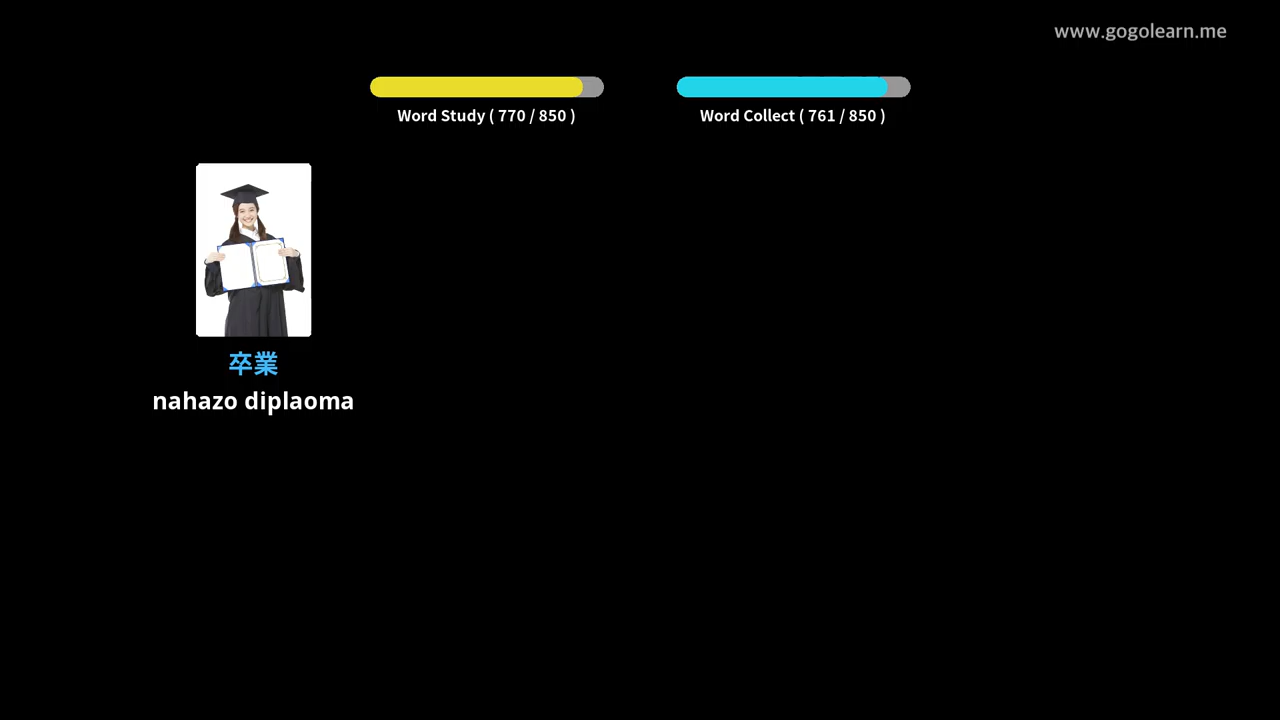 www.gogolearn.me
Word Study ( 770 / 850 )
Word Collect ( 761 / 850 )
卒業
nahazo diplaoma